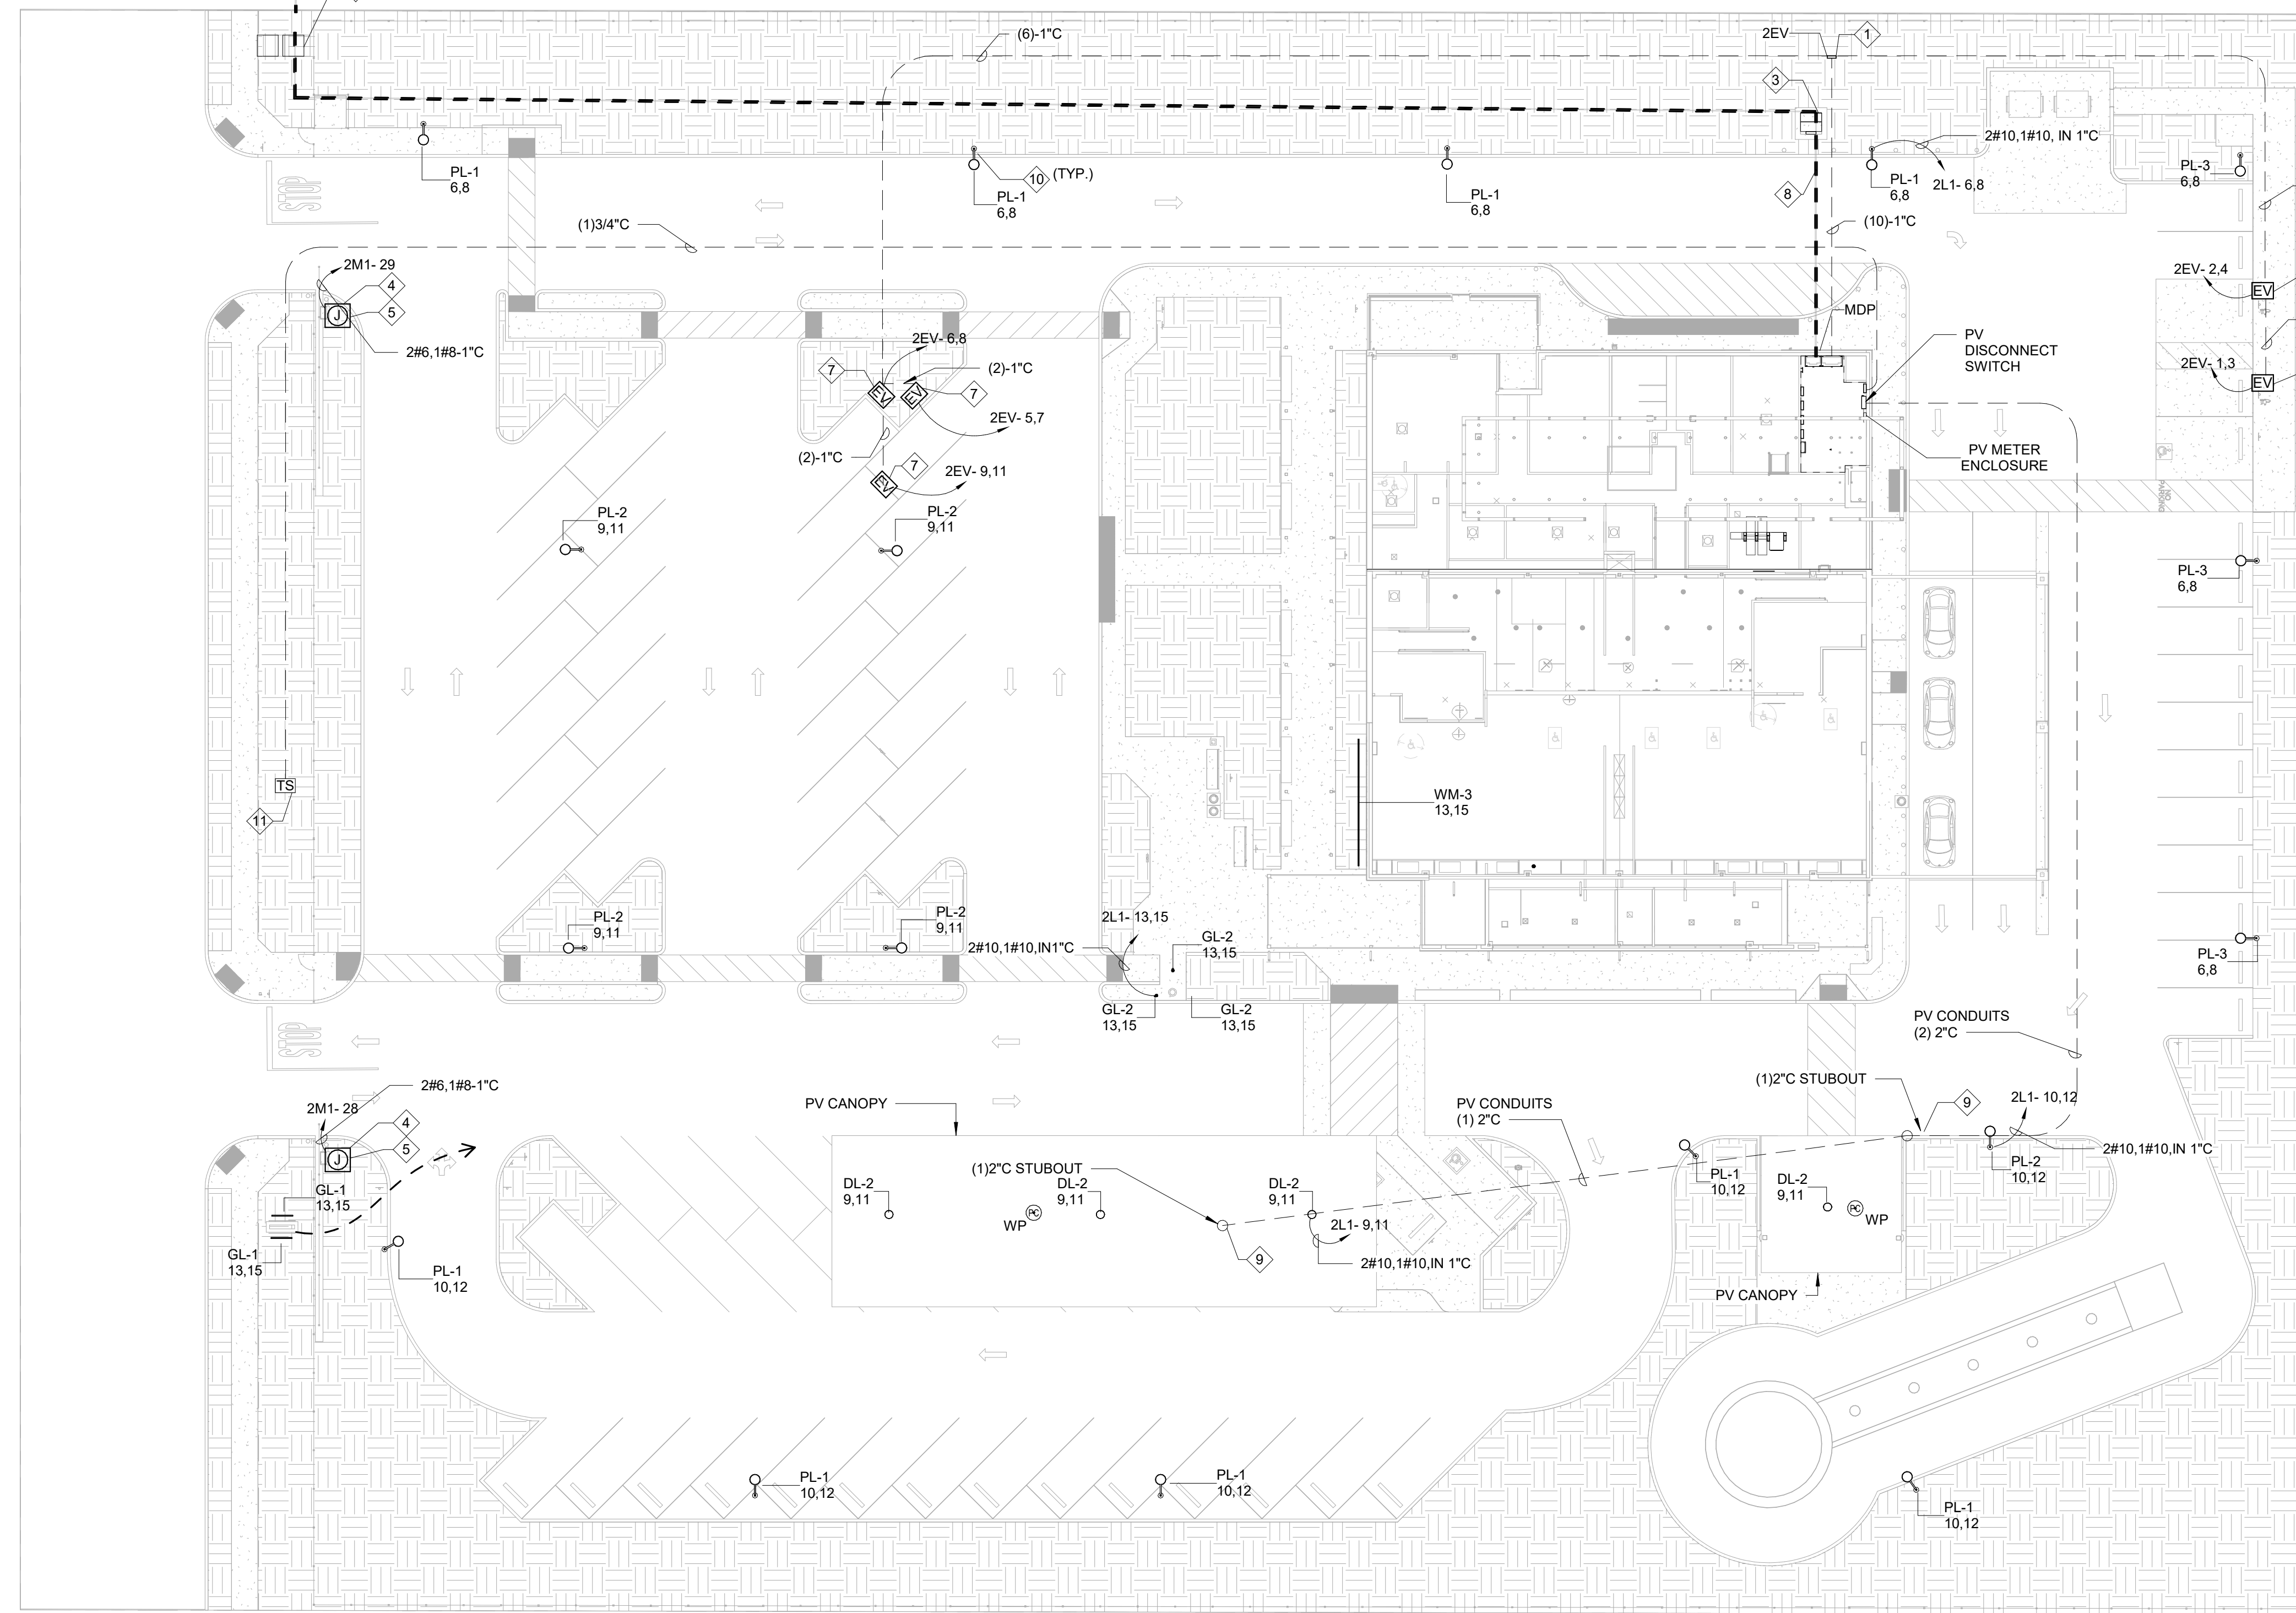 (6)-1"C
2EV
1
3
2#10,1#10, IN 1"C
PL-1
6,8
10
(TYP.)
PL-1
6,8
PL-1
6,8
8
PL-1
6,8
2L1- 6,8
PL-3
6,8
STOP
(1)3/4"C
(10)-1"C
2M1- 29
4
5
J
2#6,1#8-1"C
2EV- 2,4
EV
MDP
PV
DISCONNECT
SWITCH
2EV- 6,8
7
(2)-1"C
EV
EV
7
2EV- 5,7
2EV- 1,3
EV
(2)-1"C
7
2EV- 9,11
EV
PV METER
ENCLOSURE
NO
PARKING
PL-2
9,11
PL-2
9,11
PL-3
6,8
TS
11
WM-3
13,15
PL-2
9,11
PL-2
9,11
2L1- 13,15
2#10,1#10,IN1"C
GL-2
13,15
GL-2
13,15
GL-2
13,15
PL-3
6,8
STOP
PV CONDUITS
(2) 2"C
2#6,1#8-1"C
2M1- 28
4
5
J
PV CANOPY
PV CONDUITS
(1) 2"C
(1)2"C STUBOUT
9
2L1- 10,12
2#10,1#10,IN 1"C
PL-2
10,12
(1)2"C STUBOUT
DL-2
9,11
PC
WP
DL-2
9,11
DL-2
9,11
PL-1
10,12
DL-2
9,11
PC
WP
GL-1
13,15
GL-1
13,15
2L1- 9,11
9
2#10,1#10,IN 1"C
PL-1
10,12
PV CANOPY
PL-1
10,12
PL-1
10,12
PL-1
10,12